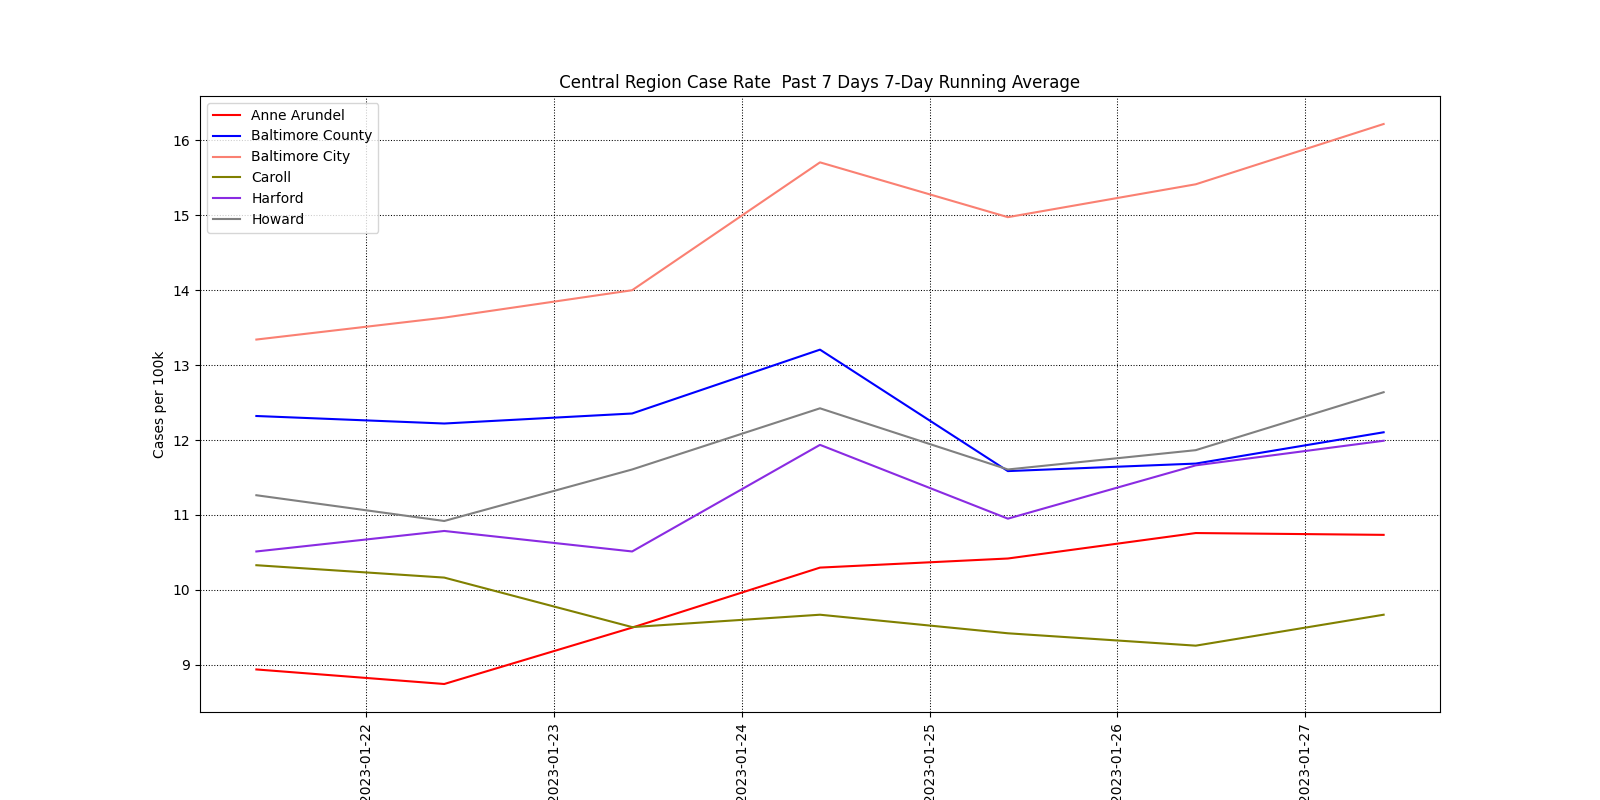 Central Region Case Rate  Past 7 Days 7-Day Running Average
Anne Arundel
Baltimore County
Baltimore City
Caroll
Harford
Howard
Cases per 100k
16
15
14
13
12
11
10
9
2023-01-22
2023-01-23
2023-01-24
2023-01-25
2023-01-26
2023-01-27